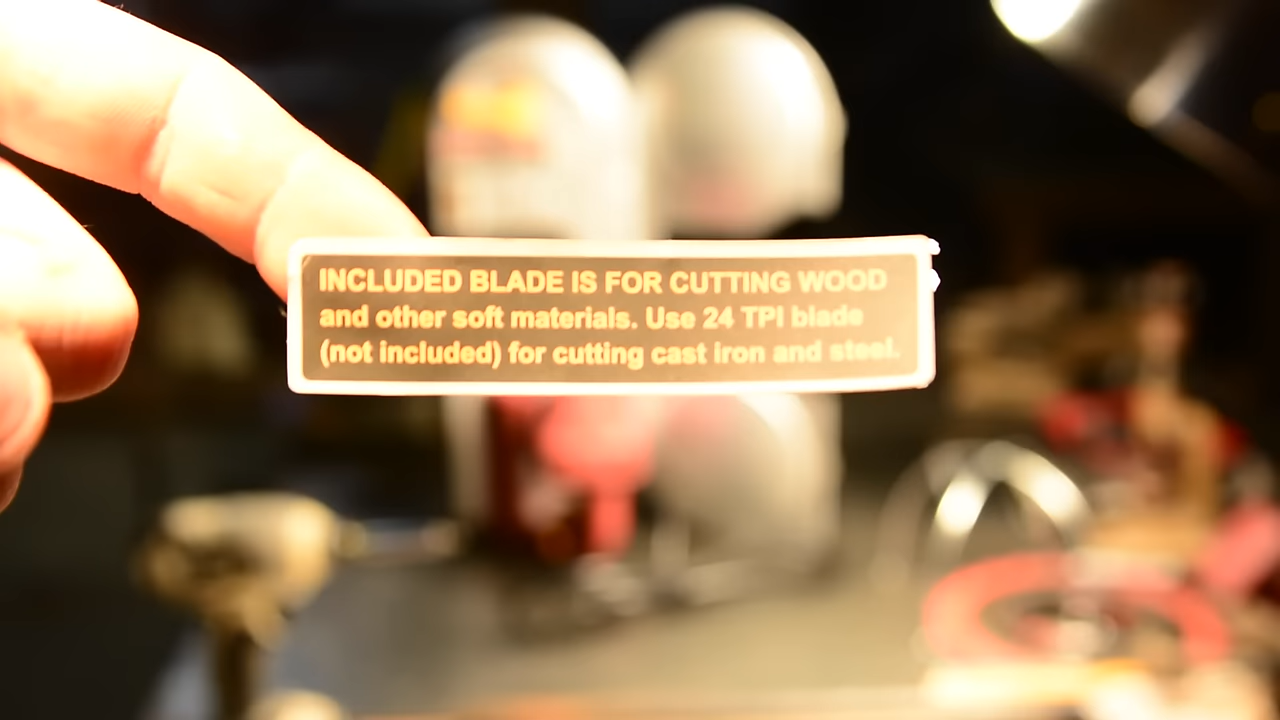 INCLUDED BLADE IS FOR CUTTING WOOD
and other soft materials. Use 24 TPI blade
(not included) for cutting cast iron and steel.